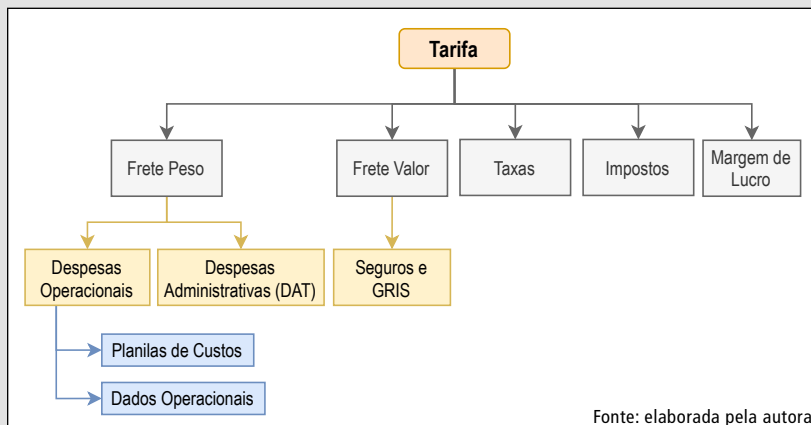 Tarifa
Frete Peso
Frete Valor
Taxas
Impostos
Margem de
Lucro
Despesas
Operacionais
Despesas
Administrativas (DAT)
Seguros e
GRIS
Planilas de Custos
Dados Operacionais
Fonte: elaborada pela autora